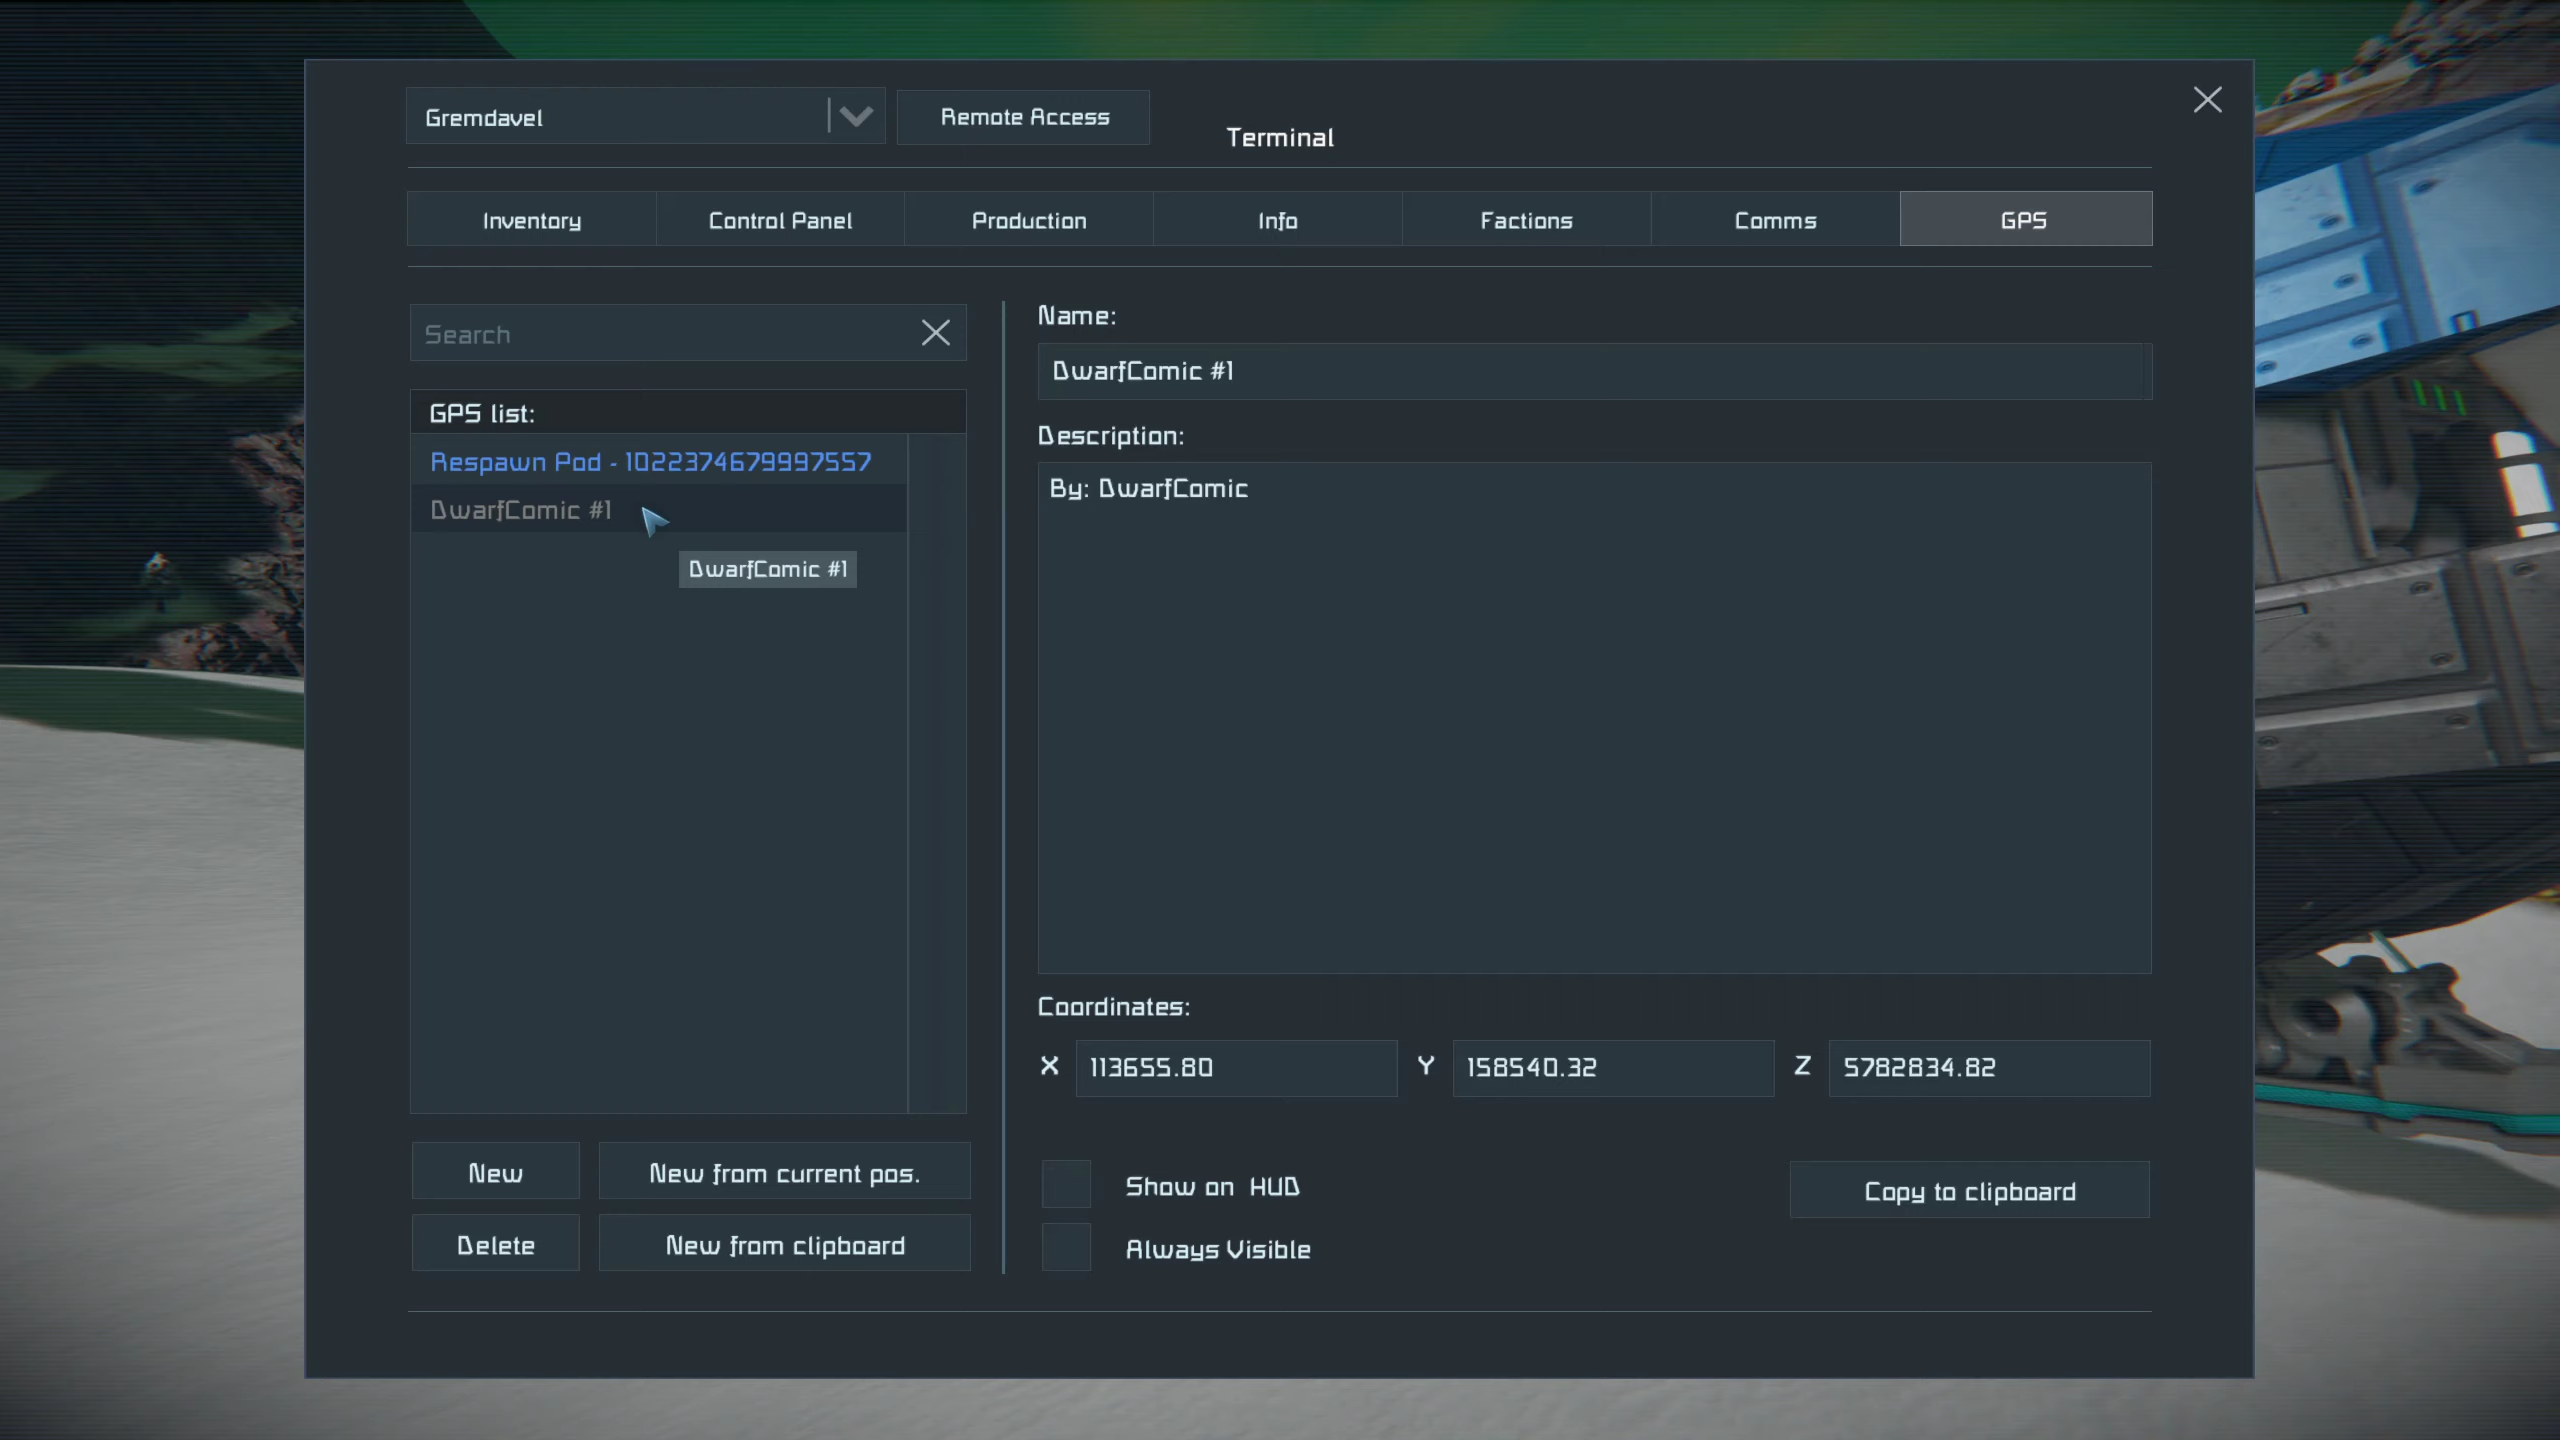 Gremdavel
Remote Access
Terminal
Inventory
Control Panel
Production
Info
Factions
Comms
GPS
Search
GPS list:
Respawn Pod - 1022374679997557
DwarfComic #1
DwarfComic #1
New
New from current pos.
Delete
New from clipboard
Name:
DwarfComic #1
Description:
By: DwarfComic
Coordinates:
X 113655.80 Y 158540.32 Z 5782834.82
Show on HUD
Copy to clipboard
Always Visible